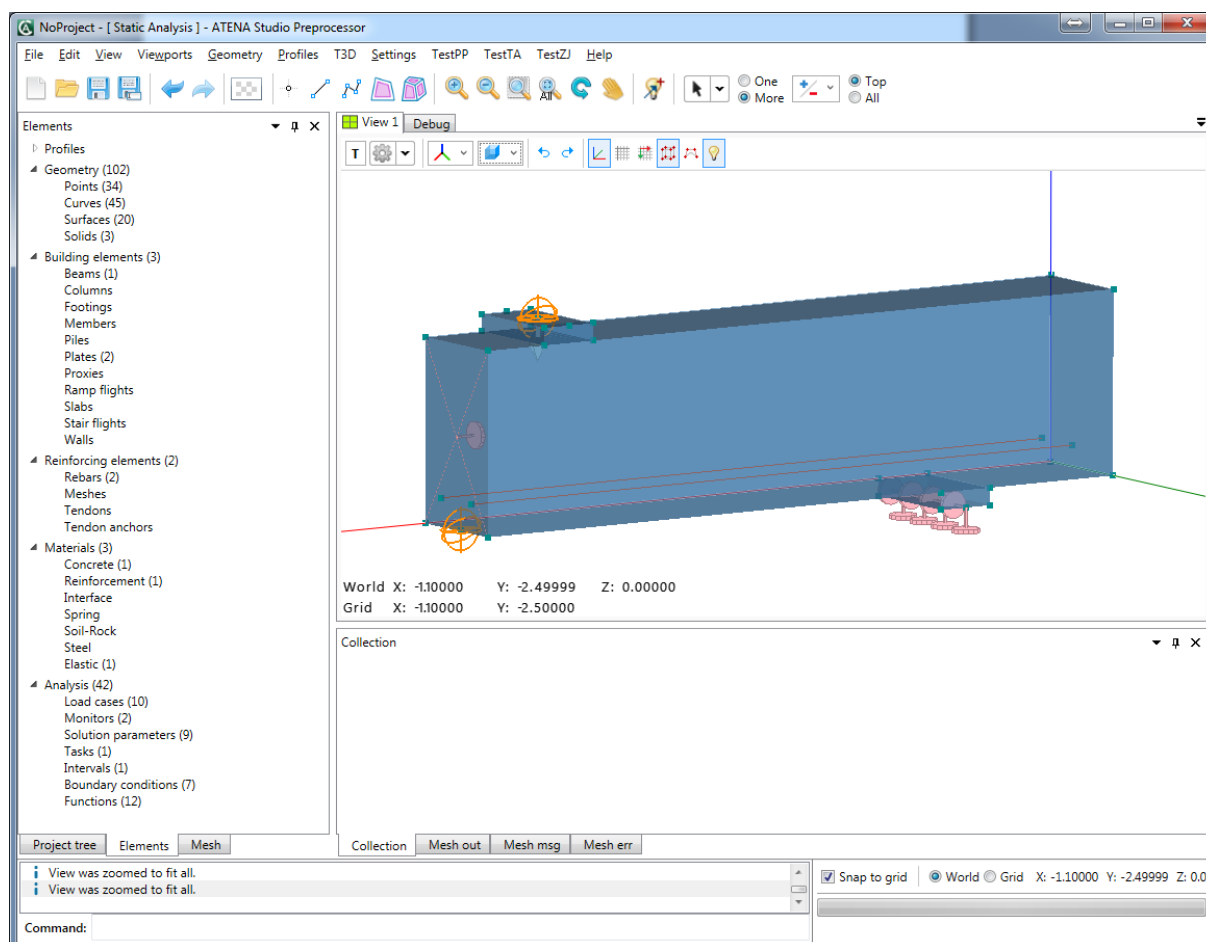 NoProject - [ Static Analysis ] - ATENA Studio Preprocessor
File Edit View Viewports Geometry Profiles T3D Settings TestPP TestTA TestZJ Help
All
One
More
Top
All
Elements
Profiles
Geometry (102)
Points (34)
Curves (45)
Surfaces (20)
Solids (3)
Building elements (3)
Beams (1)
Columns
Footings
Members
Piles
Plates (2)
Proxies
Ramp flights
Slabs
Stair flights
Walls
Reinforcing elements (2)
Rebars (2)
Meshes
Tendons
Tendon anchors
Materials (3)
Concrete (1)
Reinforcement (1)
Interface
Spring
Soil-Rock
Steel
Elastic (1)
Analysis (42)
Load cases (10)
Monitors (2)
Solution parameters (9)
Tasks (1)
Intervals (1)
Boundary conditions (7)
Functions (12)
Project tree Elements Mesh
View 1 Debug
T
World X: -1.10000 Y: -2.49999 Z: 0.00000
Grid X: -1.10000 Y: -2.50000
Collection
Collection Mesh out Mesh msg Mesh err
View was zoomed to fit all.
View was zoomed to fit all.
Command:
Snap to grid World Grid X: -1.10000 Y: -2.49999 Z: 0.0